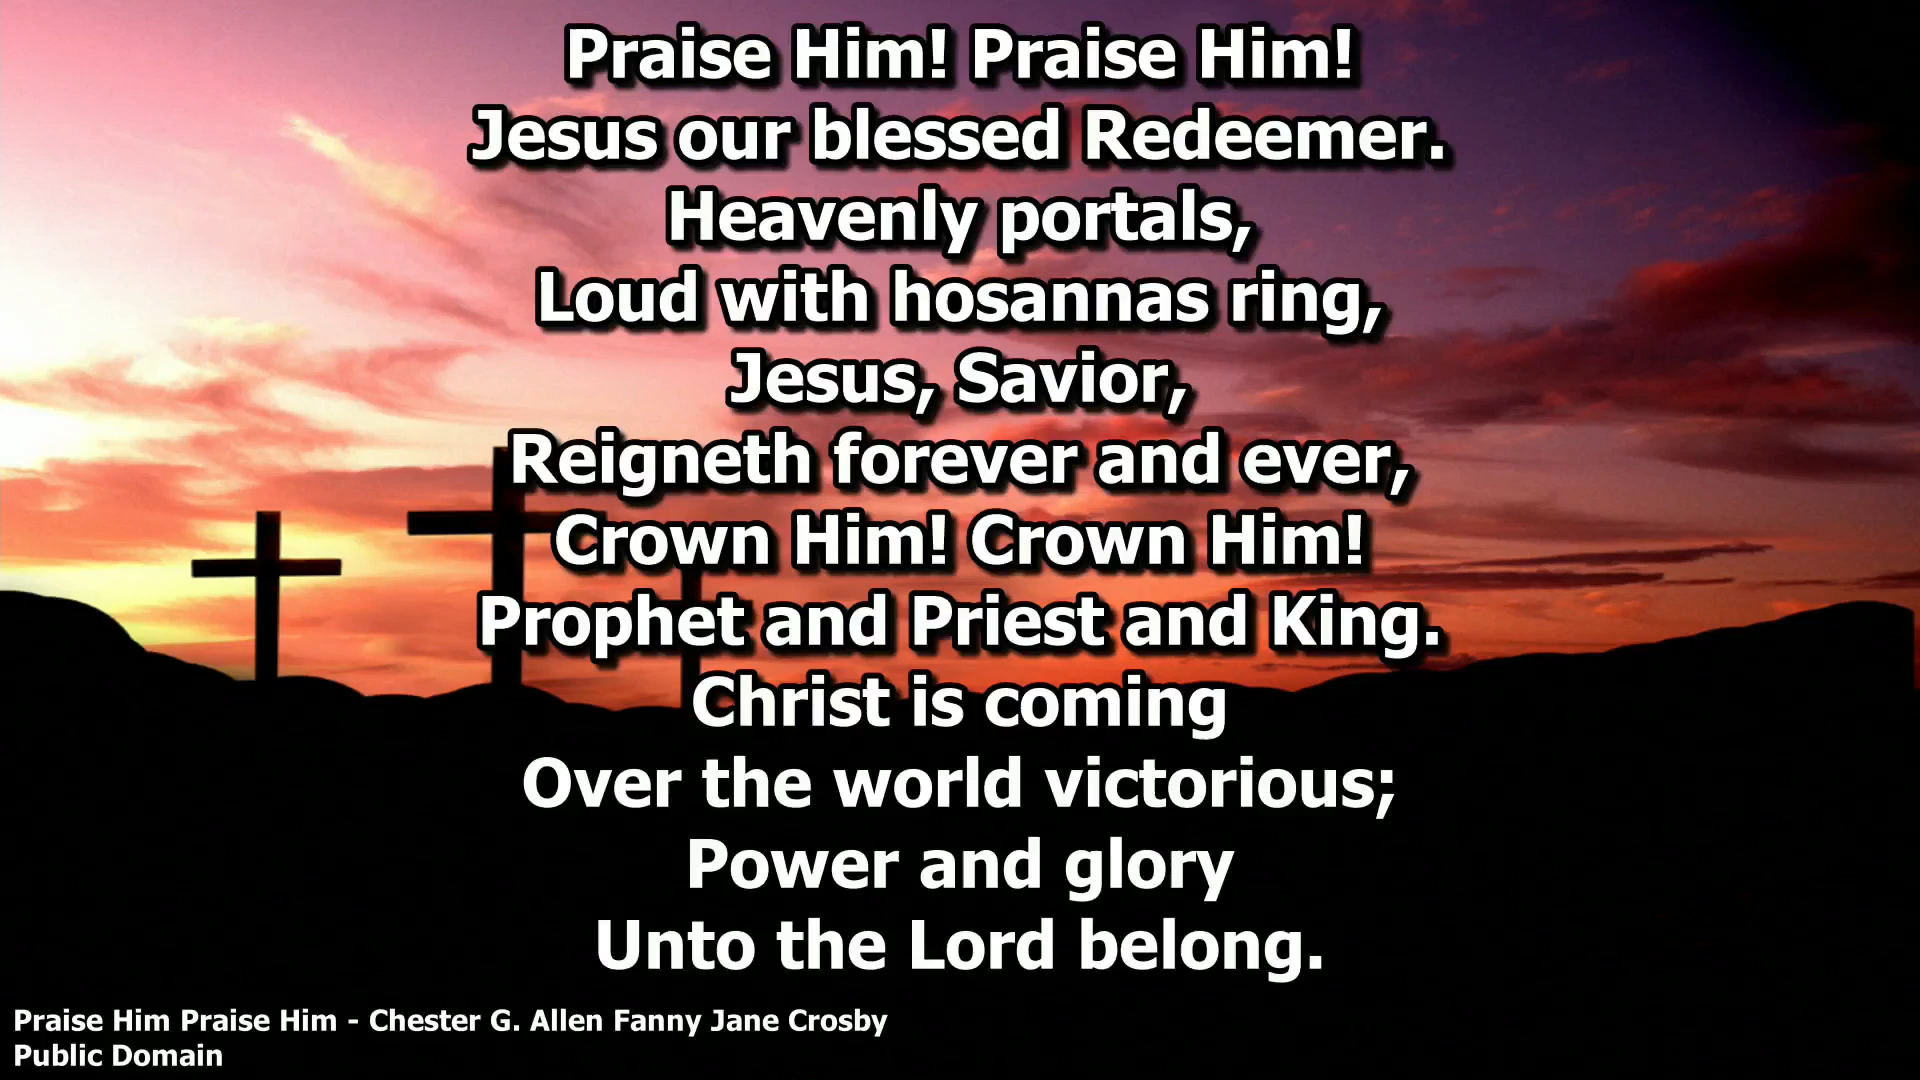 Praise Him! Praise Him!
Jesus our blessed Redeemer.
Heavenly portals,
Loud with hosannas ring,
Jesus, Savior,
Reigneth forever and ever,
Crown Him! Crown Him!
Prophet and Priest and King.
Christ is coming
Over the world victorious;
Power and glory
Unto the Lord belong.
Praise Him Praise Him - Chester G. Allen Fanny Jane Crosby
Public Domain